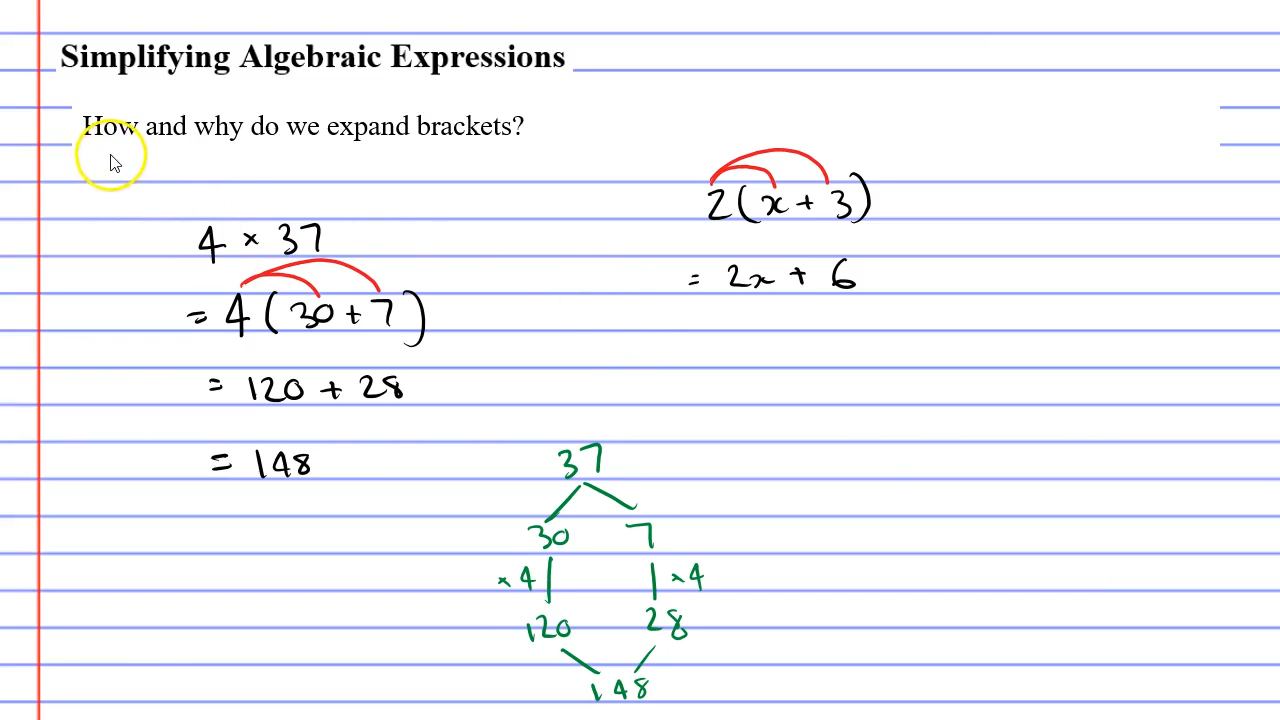 Simplifying Algebraic Expressions
How and why do we expand brackets?
4 × 37
= 4 ( 30 + 7 )
= 120 + 28
= 148
2 ( x + 3 )
= 2x + 6
37
30 7
× 4 × 4
120 28
148